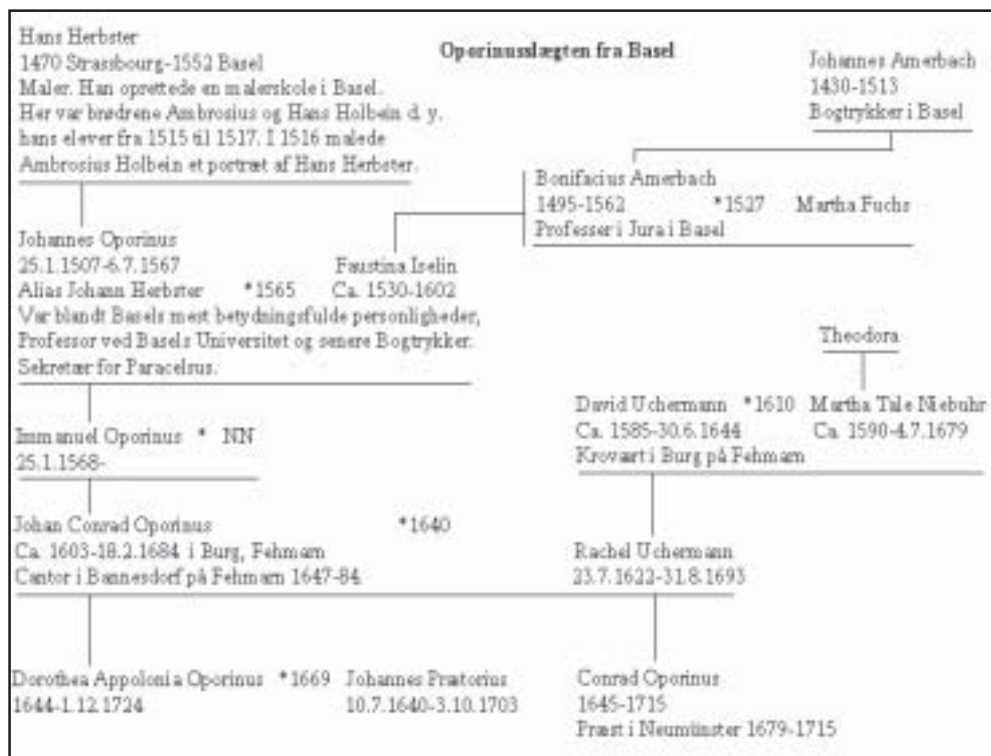 Oporinusslægten fra Basel
Hans Herbster
1470 Strassbourg-1552 Basel
Maler. Han oprettede en malerskole i Basel.
Her var brødrene Ambrosius og Hans Holbein d. y.
hans elever fra 1515 til 1517. I 1516 malede
Ambrosius Holbein et portræt af Hans Herbster.
Johannes Amerbach
1430-1513
Bogtrykker i Basel
Bonifacius Amerbach
1495-1562 *1527 Martha Fuchs
Professer i Jura i Basel
Johannes Oporinus
25.1.1507-6.7.1567 Faustina Iselin
Alias Johann Herbster *1565 Ca. 1530-1602
Var blandt Basels mest betydningsfulde personligheder,
Professor ved Basels Universitet og senere Bogtrykker.
Sekretær for Paracelsus.
Theodora
David Uchermann *1610 Martha Tale Niebuhr
Ca. 1585-30.6.1644 Ca. 1590-4.7.1679
Krovært i Burg på Fehmarn
Immanuel Oporinus * NN
25.1.1568-
Johan Conrad Oporinus *1640
Ca. 1603-18.2.1684 i Burg, Fehmarn Rachel Uchermann
Cantor i Bannesdorf på Fehmarn 1647-84. 23.7.1622-31.8.1693
Dorothea Appolonia Oporinus *1669 Johannes Prætorius Conrad Oporinus
1644-1.12.1724 10.7.1640-3.10.1703 1645-1715
Præst i Neumünster 1679-1715